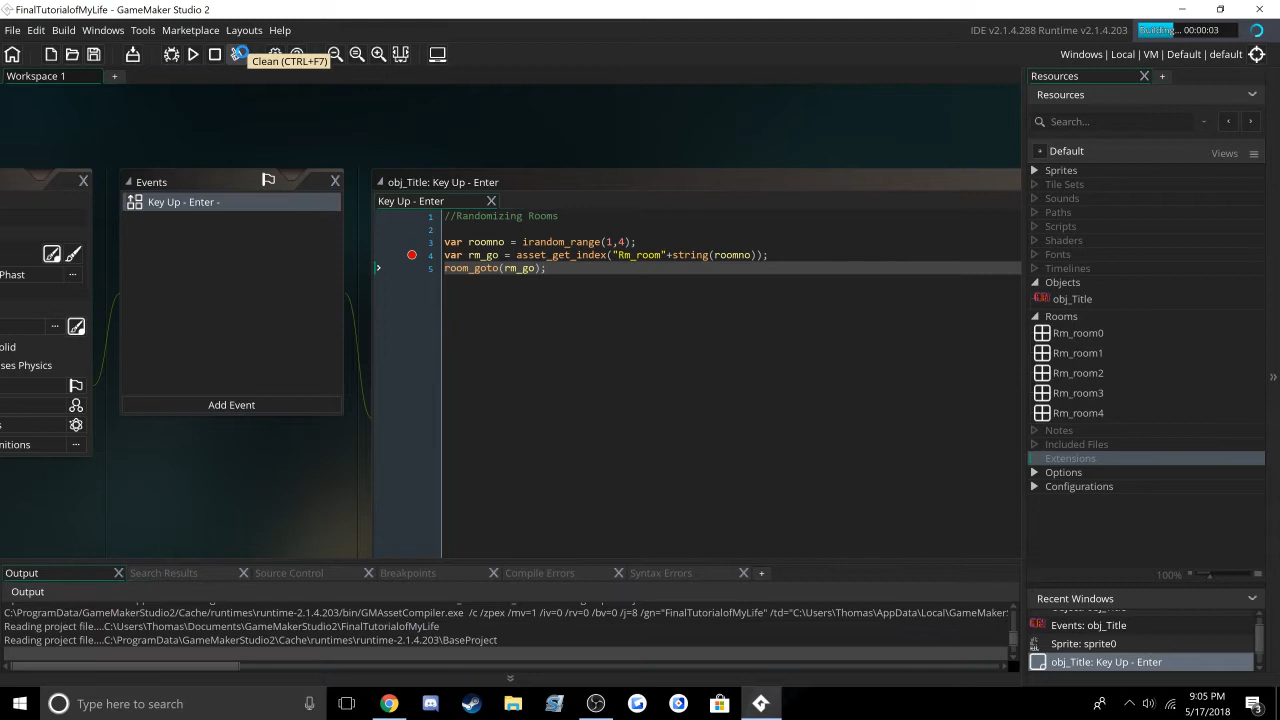 FinalTutorialofMyLife - GameMaker Studio 2
File Edit Build Windows Tools Marketplace Layouts Help
IDE v2.1.4.288 Runtime v2.1.4.203
Building... 00:00:03
Clean (CTRL+F7)
Windows | Local | VM | Default | default
Workspace 1
Resources
Resources
Search...
Default
Views
Sprites
Tile Sets
Sounds
Paths
Scripts
Shaders
Fonts
Timelines
Objects
obj_Title
Rooms
Rm_room0
Rm_room1
Rm_room2
Rm_room3
Rm_room4
Notes
Included Files
Extensions
Options
Configurations
100%
Phast
olid
ses Physics
s
nitions
Events
Key Up - Enter -
Add Event
obj_Title: Key Up - Enter
Key Up - Enter
1 //Randomizing Rooms
2
3 var roomno = irandom_range(1,4);
4 var rm_go = asset_get_index("Rm_room"+string(roomno));
5 room_goto(rm_go);
Output Search Results Source Control Breakpoints Compile Errors Syntax Errors
Output
C:\ProgramData/GameMakerStudio2/Cache/runtimes\runtime-2.1.4.203/bin/GMAssetCompiler.exe /c /zpex /mv=1 /iv=0 /rv=0 /bv=0 /j=8 /gn="FinalTutorialofMyLife" /td="C:\Users\Thomas\AppData\Local\GameMaker
Reading project file....C:\Users\Thomas\Documents\GameMakerStudio2\FinalTutorialofMyLife
Reading project file....C:\ProgramData\GameMakerStudio2\Cache\runtimes\runtime-2.1.4.203\BaseProject
Recent Windows
Events: obj_Title
Sprite: sprite0
obj_Title: Key Up - Enter
Type here to search
9:05 PM
5/17/2018
3